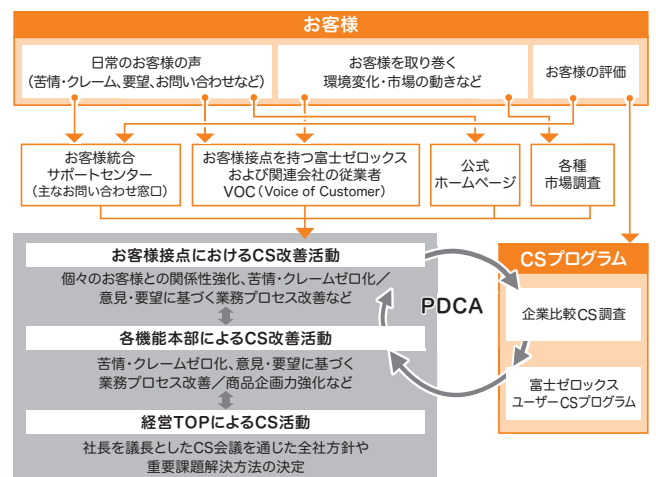 お客様
日常のお客様の声
(苦情・クレーム、要望、お問い合わせなど)
お客様を取り巻く
環境変化・市場の動きなど
お客様の評価
お客様統合
サポートセンター
(主なお問い合わせ窓口)
お客様接点を持つ富士ゼロックス
および関連会社の従業者
VOC(Voice of Customer)
公式
ホームページ
各種
市場調査
お客様接点におけるCS改善活動
個々のお客様との関係性強化、苦情・クレームゼロ化／
意見・要望に基づく業務プロセス改善など
各機能本部によるCS改善活動
苦情・クレームゼロ化、意見・要望に基づく
業務プロセス改善／商品企画力強化など
経営TOPによるCS活動
社長を議長としたCS会議を通じた全社方針や
重要課題解決方法の決定
PDCA
CSプログラム
企業比較CS調査
富士ゼロックス
ユーザーCSプログラム